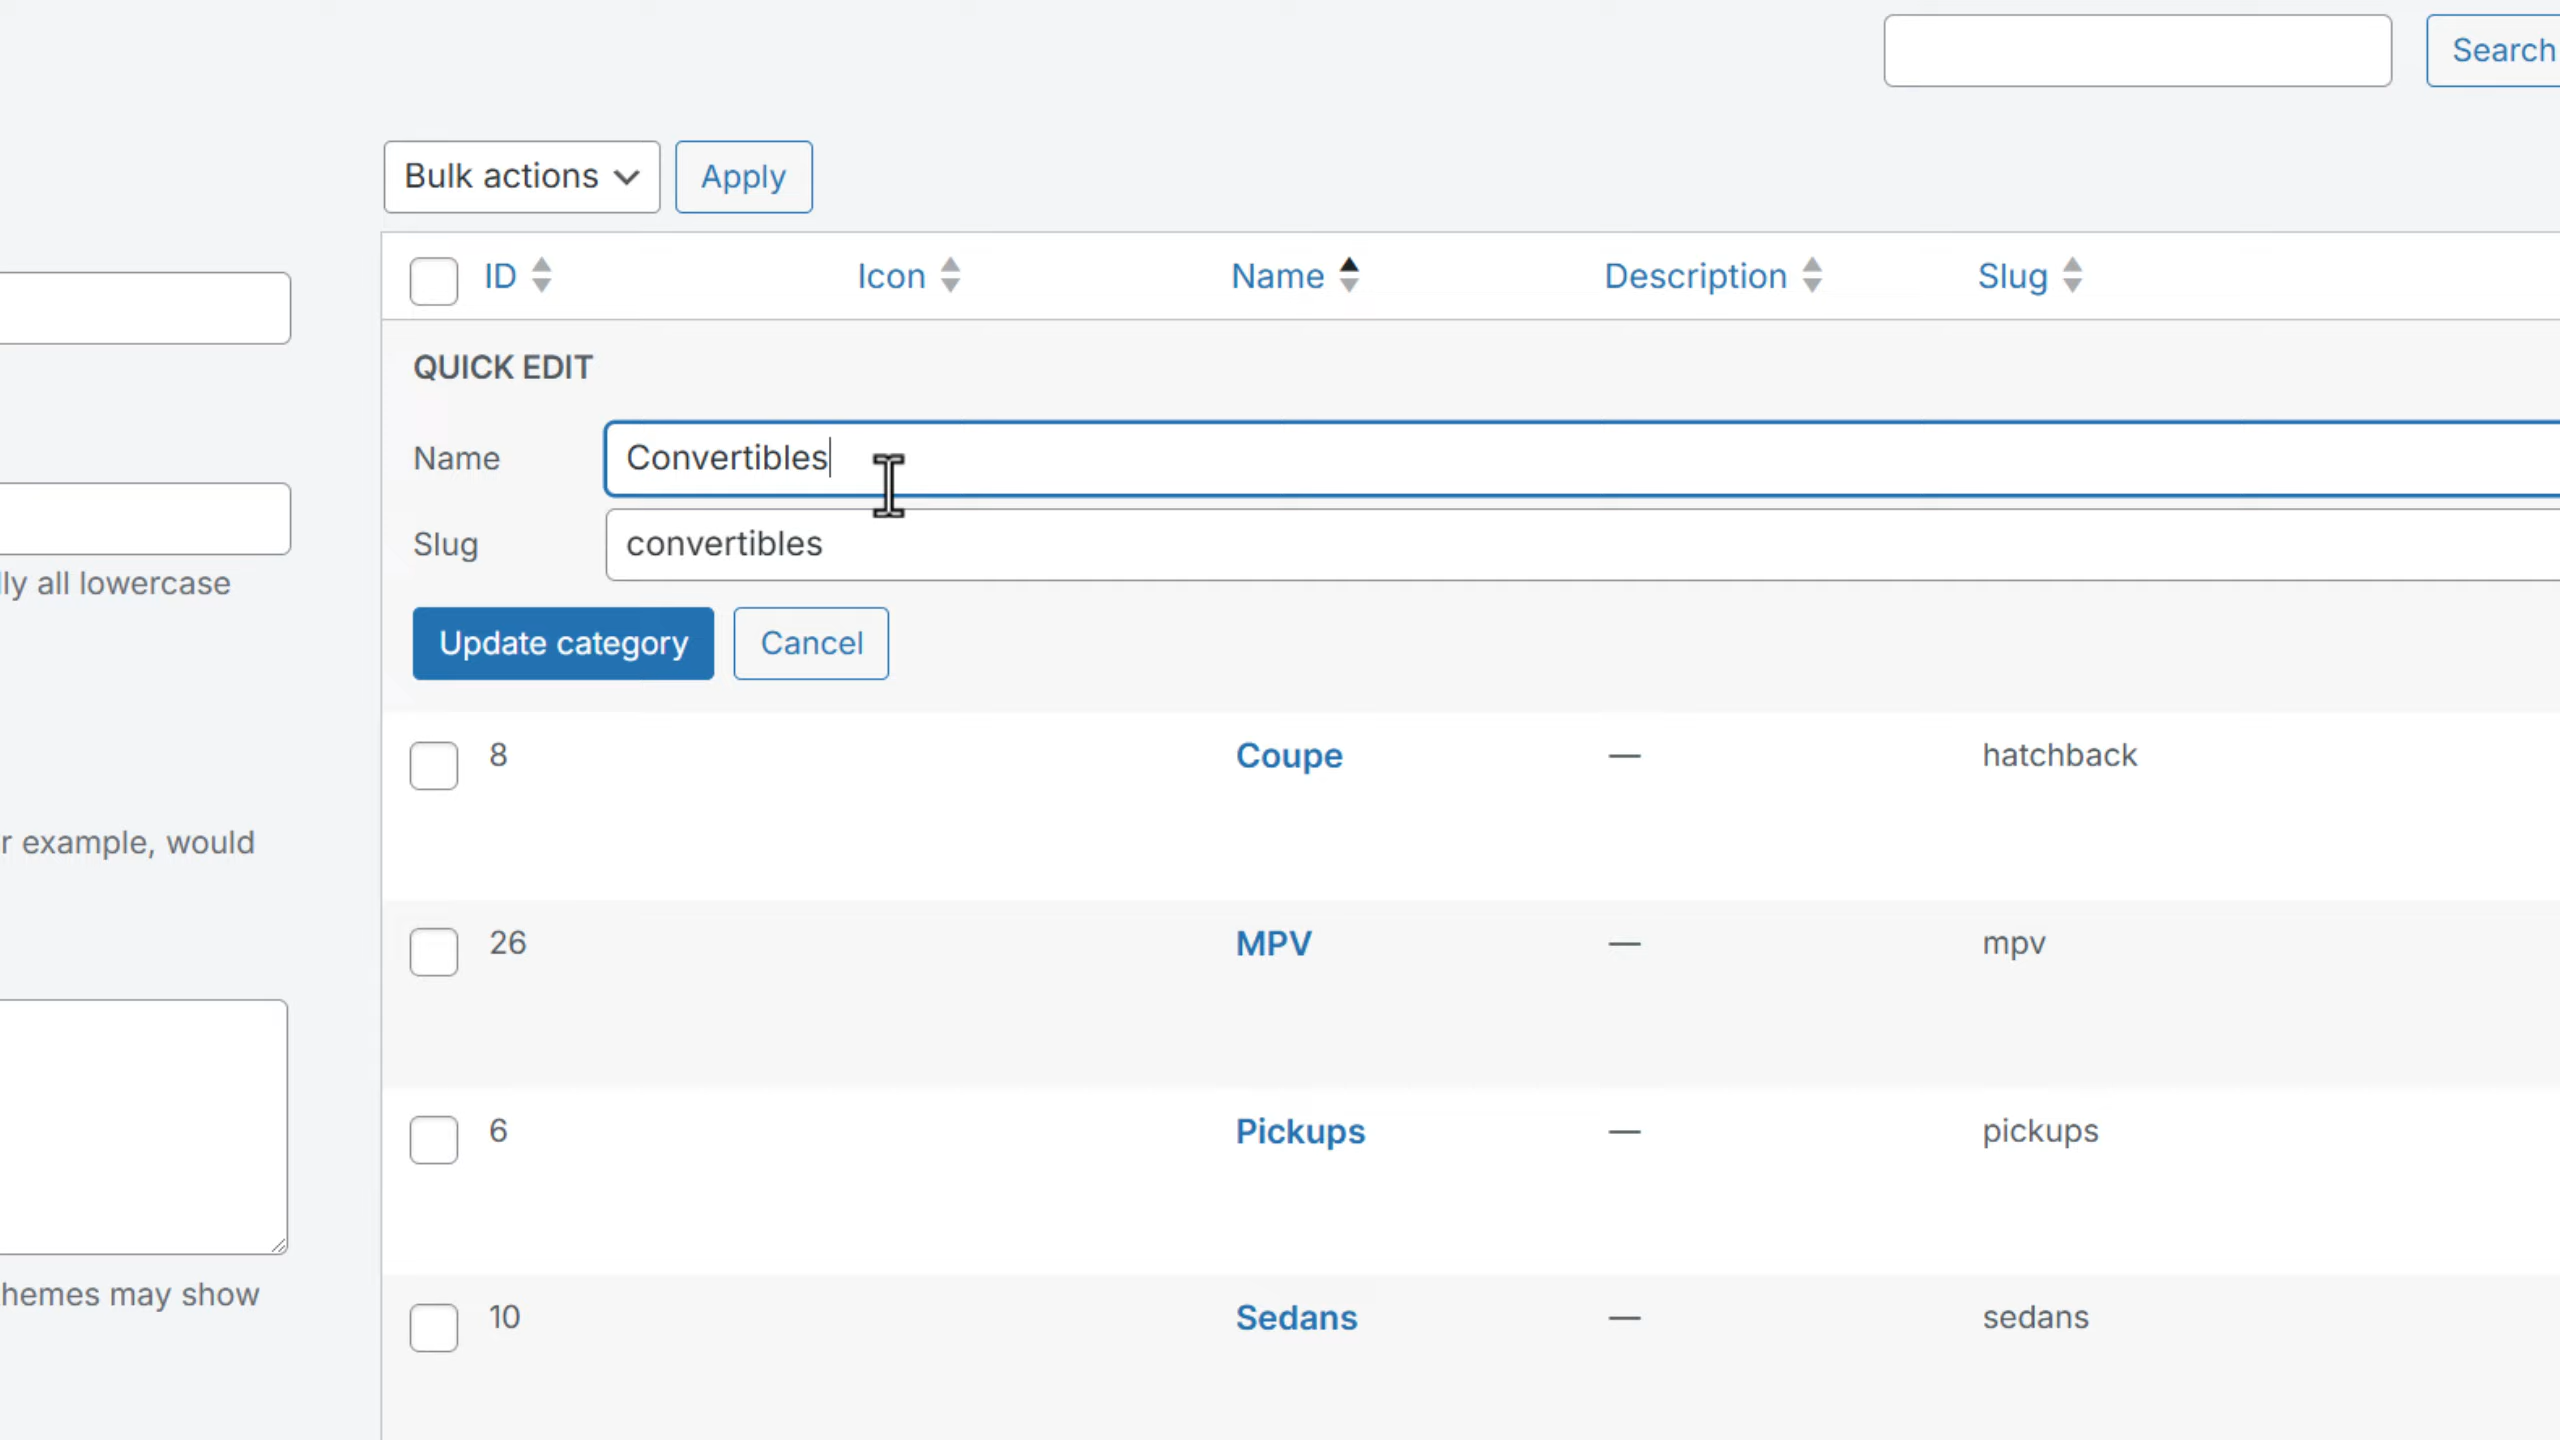 Search
Bulk actions Apply
ID Icon Name Description Slug
QUICK EDIT
Name Convertibles
Slug convertibles
lly all lowercase
Update category Cancel
8 Coupe — hatchback
r example, would
26 MPV — mpv
6 Pickups — pickups
hemes may show
10 Sedans — sedans